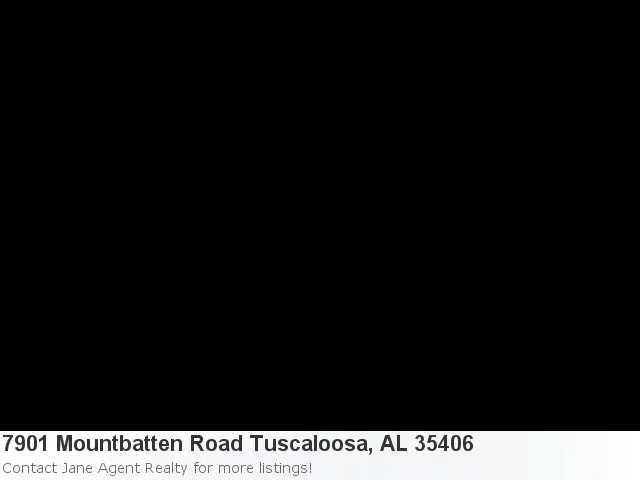 7901 Mountbatten Road Tuscaloosa, AL 35406
Contact Jane Agent Realty for more listings!